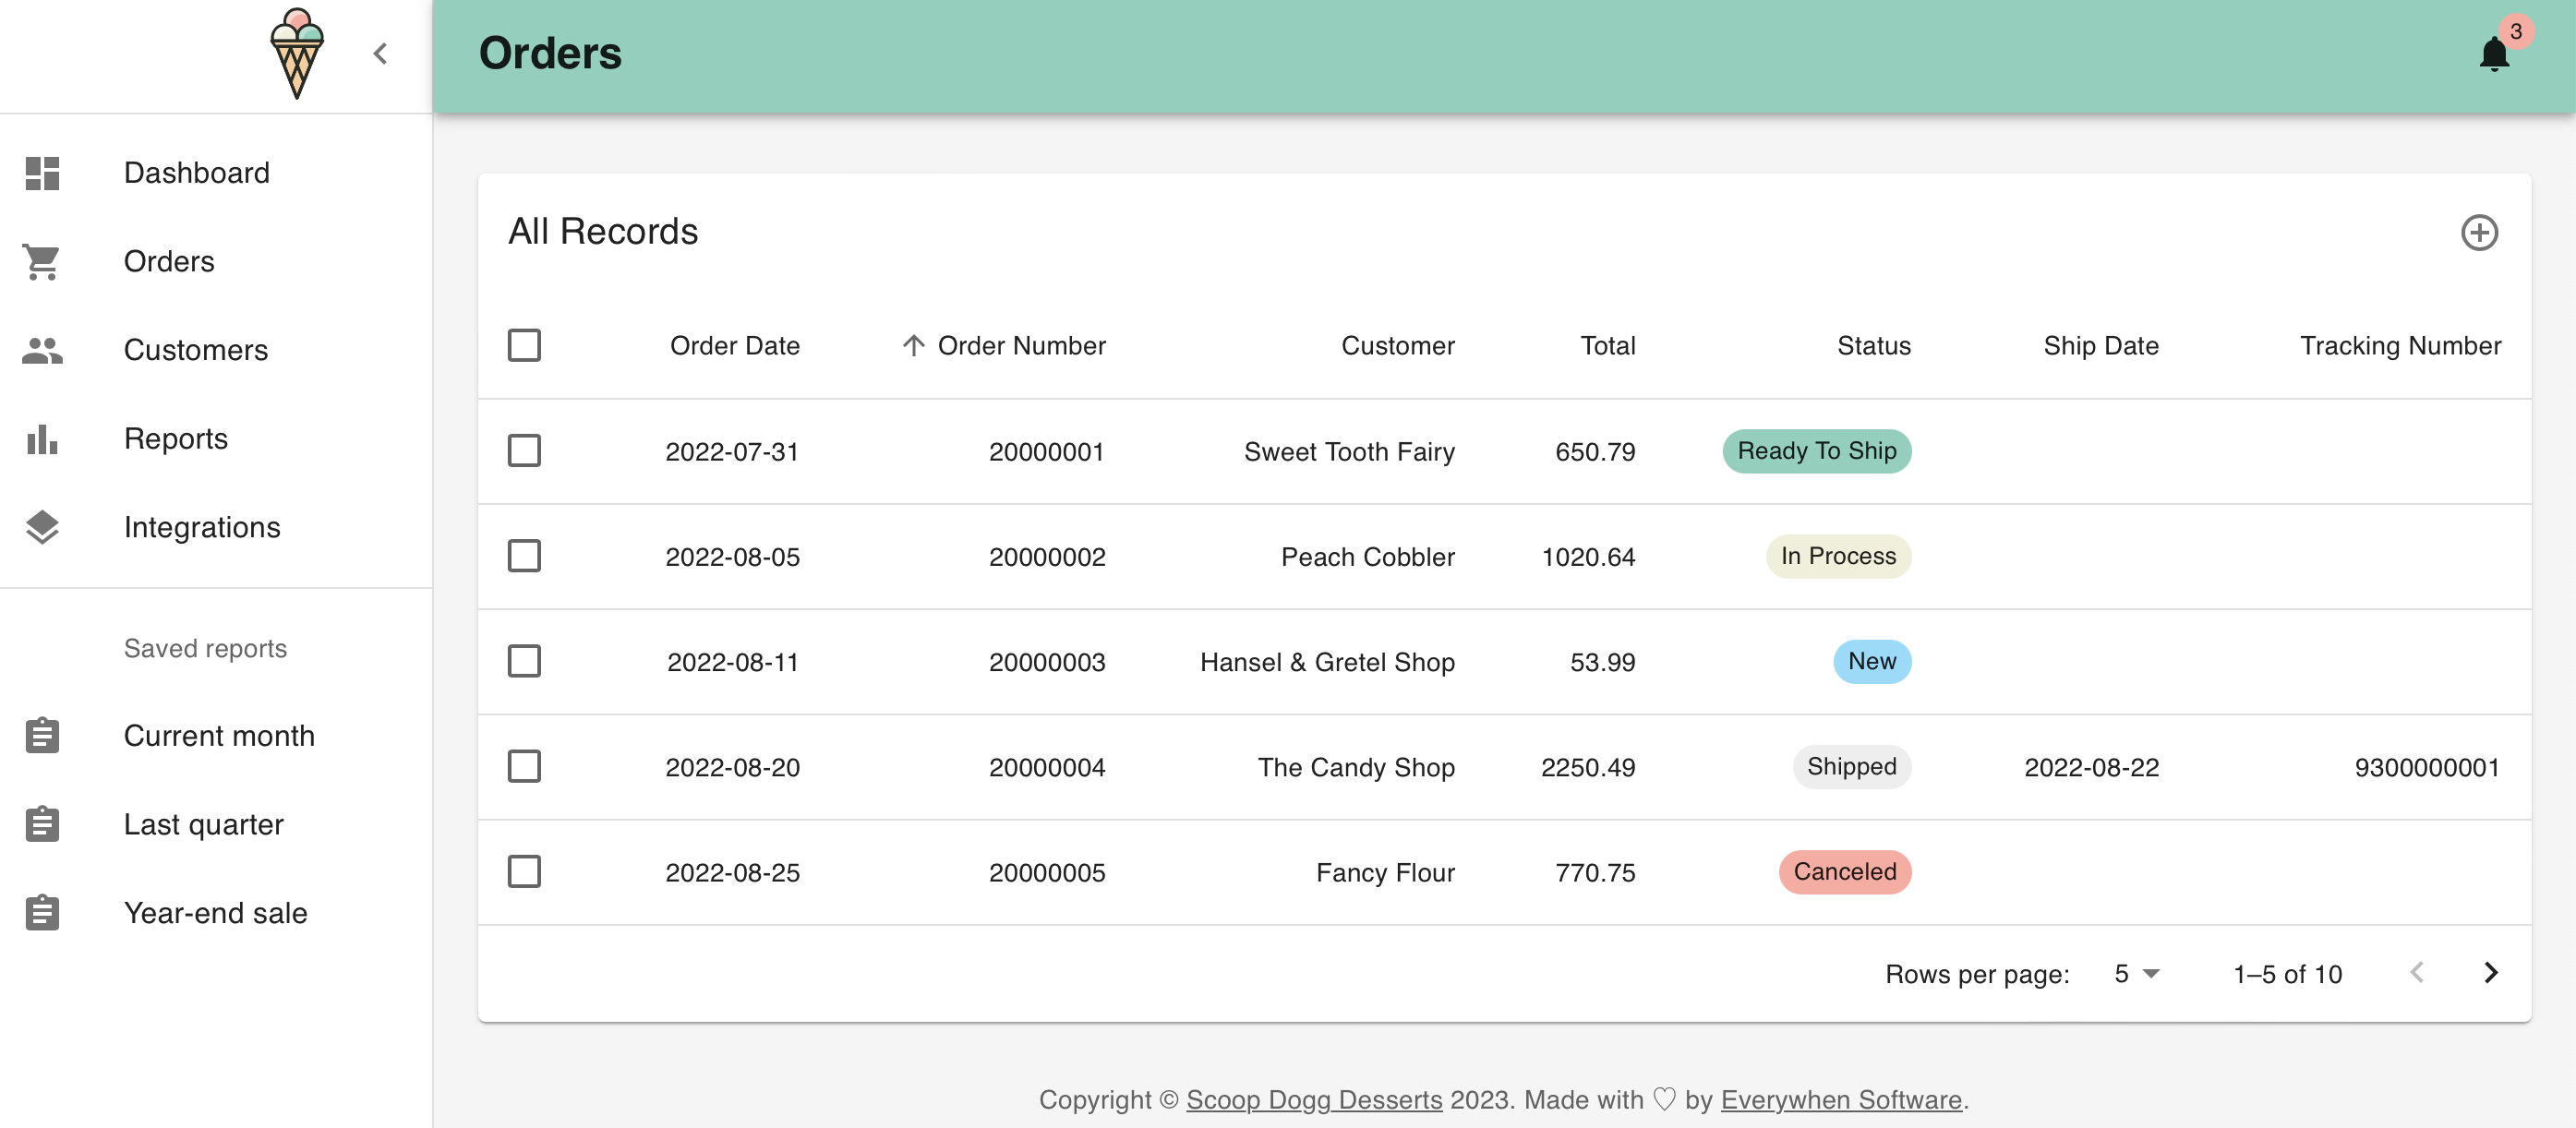 Orders
3
Dashboard
Orders
Customers
Reports
Integrations
Saved reports
Current month
Last quarter
Year-end sale
All Records
Order Date Order Number Customer Total Status Ship Date Tracking Number
2022-07-31 20000001 Sweet Tooth Fairy 650.79 Ready To Ship
2022-08-05 20000002 Peach Cobbler 1020.64 In Process
2022-08-11 20000003 Hansel & Gretel Shop 53.99 New
2022-08-20 20000004 The Candy Shop 2250.49 Shipped 2022-08-22 9300000001
2022-08-25 20000005 Fancy Flour 770.75 Canceled
Rows per page: 5 1–5 of 10
Copyright © Scoop Dogg Desserts 2023. Made with ♡ by Everywhen Software.